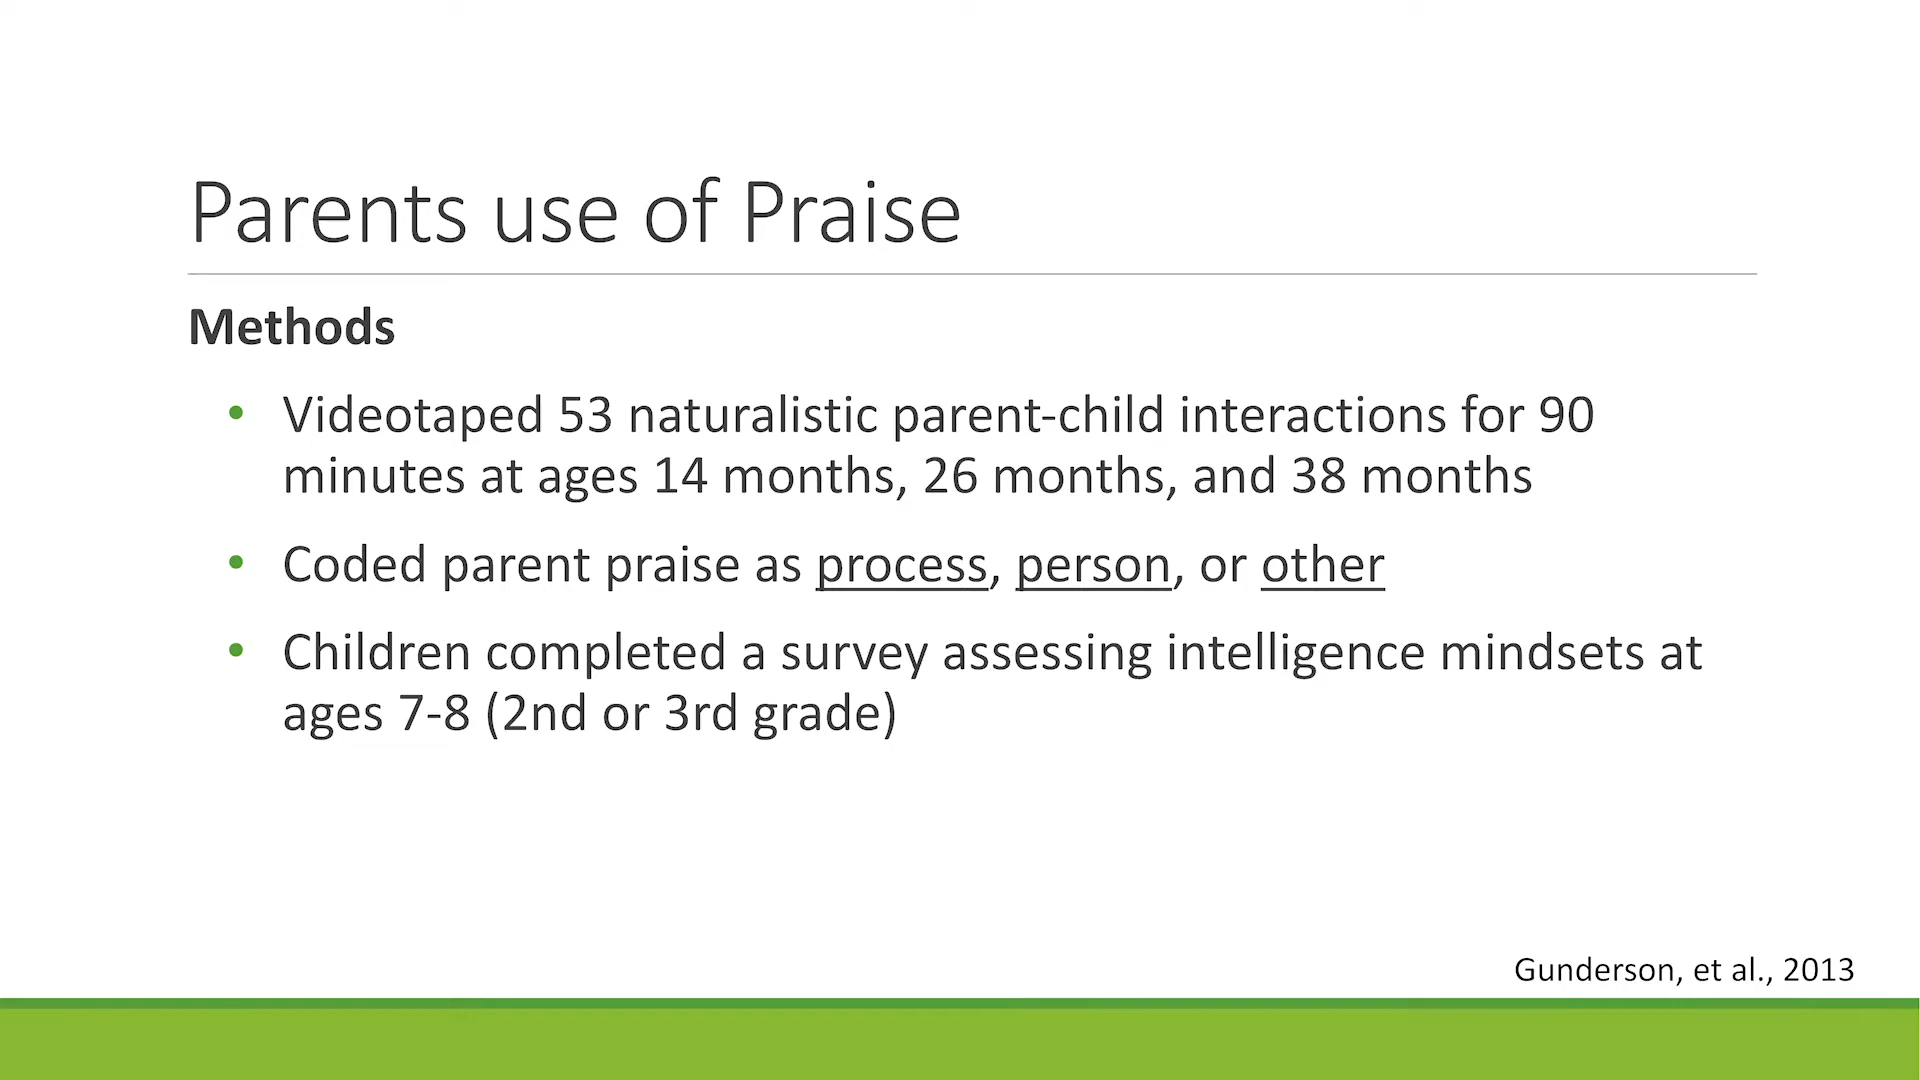 Parents use of Praise
Methods
• Videotaped 53 naturalistic parent-child interactions for 90
minutes at ages 14 months, 26 months, and 38 months
• Coded parent praise as process, person, or other
• Children completed a survey assessing intelligence mindsets at
ages 7-8 (2nd or 3rd grade)
Gunderson, et al., 2013